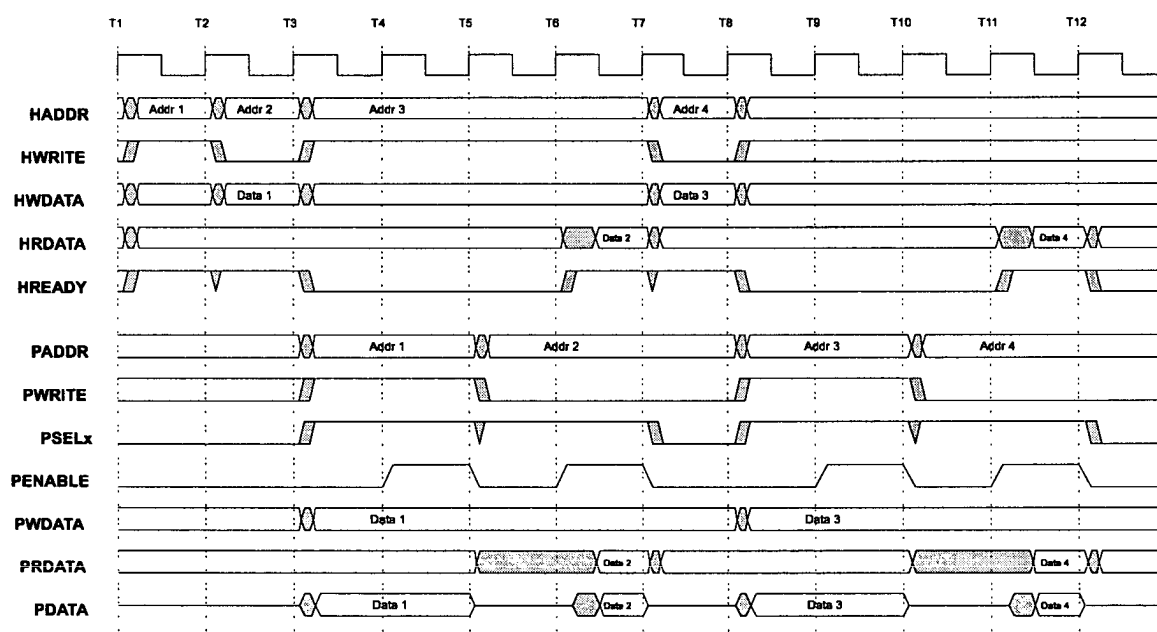 T1 T2 T3 T4 T5 T6 T7 T8 T9 T10 T11 T12
HADDR Addr 1 Addr 2 Addr 3 Addr 4
HWRITE
HWDATA Data 1 Data 3
HRDATA Data 2 Data 4
HREADY
PADDR Addr 1 Addr 2 Addr 3 Addr 4
PWRITE
PSELx
PENABLE
PWDATA Data 1 Data 3
PRDATA Data 2 Data 4
PDATA Data 1 Data 2 Data 3 Data 4